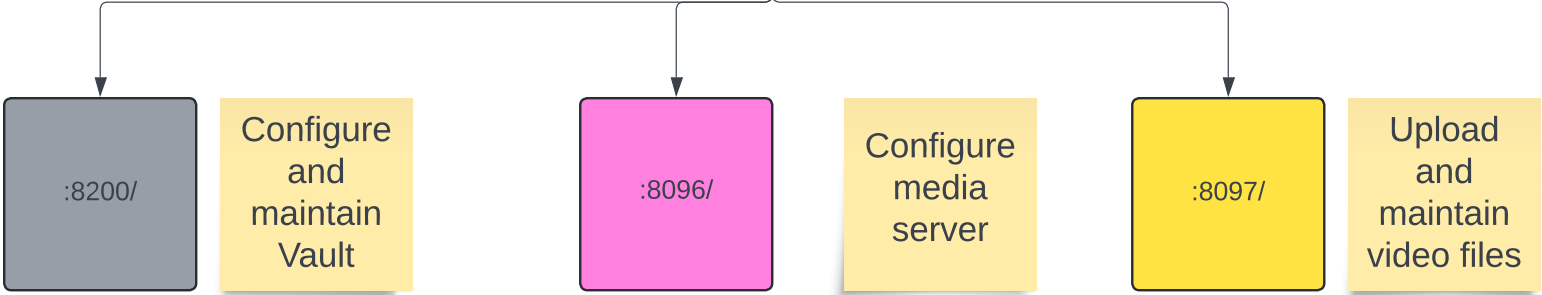 :8200/
Configure
and
maintain
Vault
:8096/
Configure
media
server
:8097/
Upload
and
maintain
video files